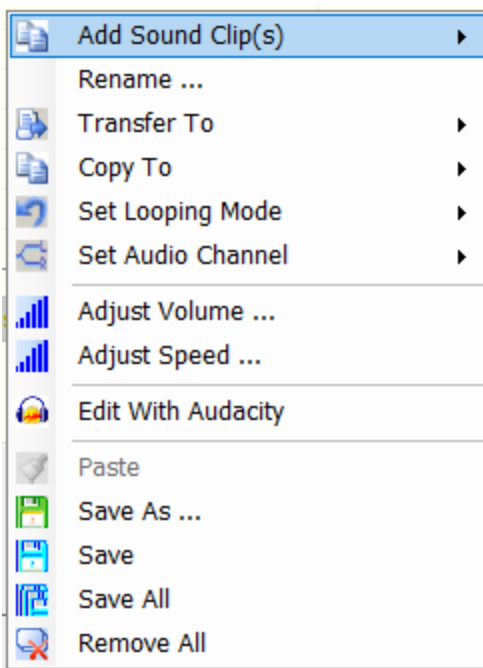 Add Sound Clip(s)
Rename ...
Transfer To
Copy To
Set Looping Mode
Set Audio Channel
Adjust Volume ...
Adjust Speed ...
Edit With Audacity
Paste
Save As ...
Save
Save All
Remove All